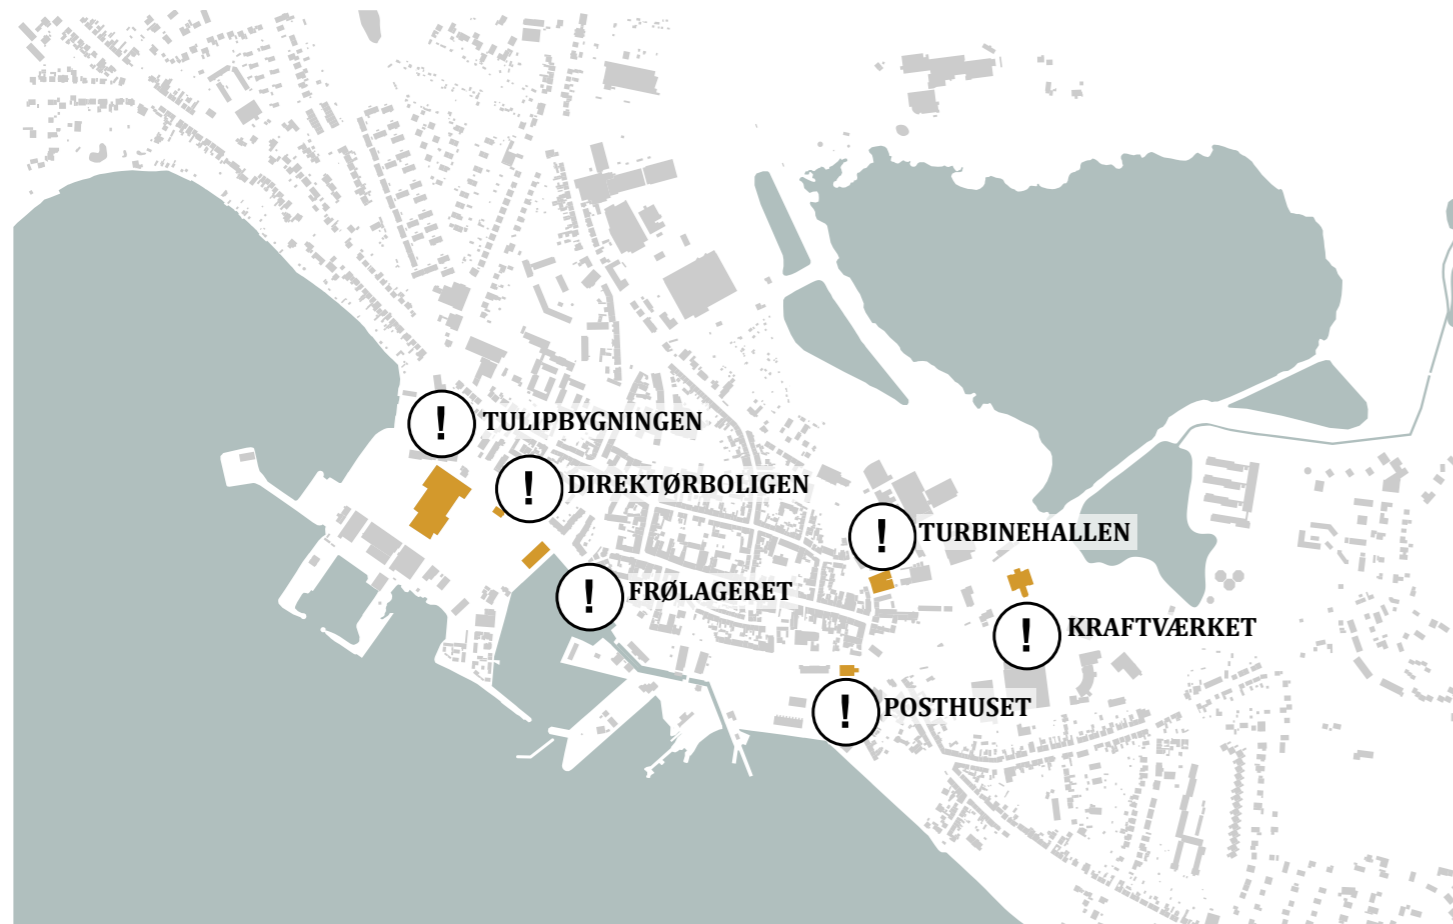 ! TULIPBYGNINGEN
! DIREKTØRBOLIGEN
! TURBINEHALLEN
! FRØLAGERET
! KRAFTVÆRKET
! POSTHUSET